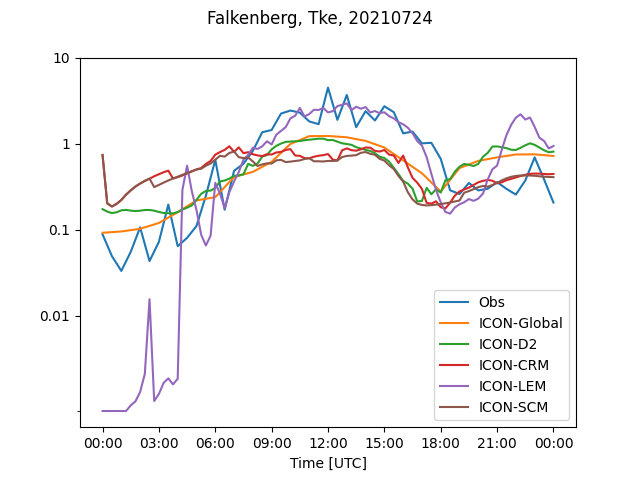 Falkenberg, Tke, 20210724
10
1
0.1
0.01
Obs
ICON-Global
ICON-D2
ICON-CRM
ICON-LEM
ICON-SCM
00:00 03:00 06:00 09:00 12:00 15:00 18:00 21:00 00:00
Time [UTC]